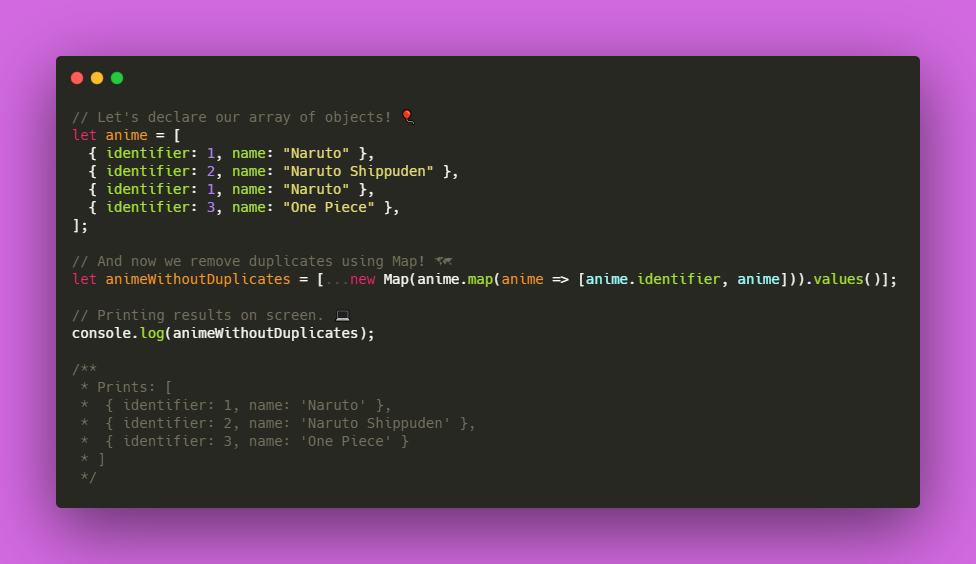 // Let's declare our array of objects! 🎈
let anime = [
  { identifier: 1, name: "Naruto" },
  { identifier: 2, name: "Naruto Shippuden" },
  { identifier: 1, name: "Naruto" },
  { identifier: 3, name: "One Piece" },
];
// And now we remove duplicates using Map! 🗺
let animeWithoutDuplicates = [...new Map(anime.map(anime => [anime.identifier, anime])).values()];
// Printing results on screen. 💻
console.log(animeWithoutDuplicates);
/**
 * Prints: [
 *  { identifier: 1, name: 'Naruto' },
 *  { identifier: 2, name: 'Naruto Shippuden' },
 *  { identifier: 3, name: 'One Piece' }
 * ]
 */